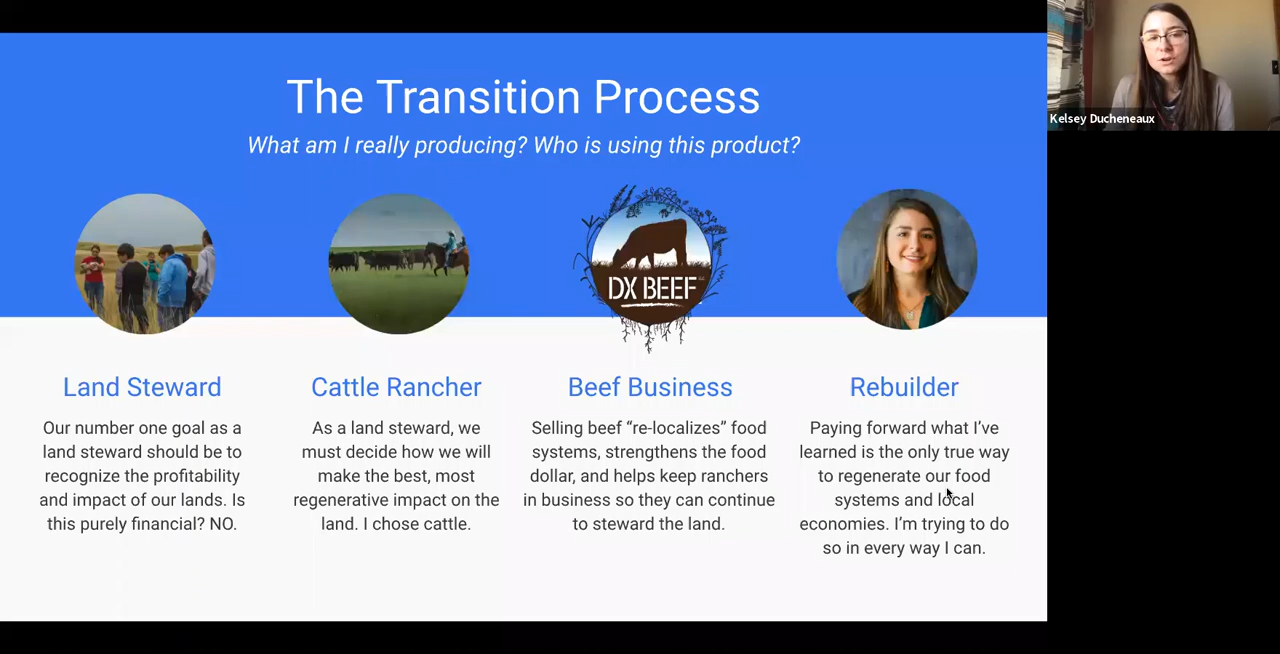 The Transition Process
What am I really producing? Who is using this product?
DX BEEF
Land Steward
Our number one goal as a
land steward should be to
recognize the profitability
and impact of our lands. Is
this purely financial? NO.
Cattle Rancher
As a land steward, we
must decide how we will
make the best, most
regenerative impact on the
land. I chose cattle.
Beef Business
Selling beef “re-localizes” food
systems, strengthens the food
dollar, and helps keep ranchers
in business so they can continue
to steward the land.
Rebuilder
Paying forward what I’ve
learned is the only true way
to regenerate our food
systems and local
economies. I’m trying to do
so in every way I can.
Kelsey Ducheneaux